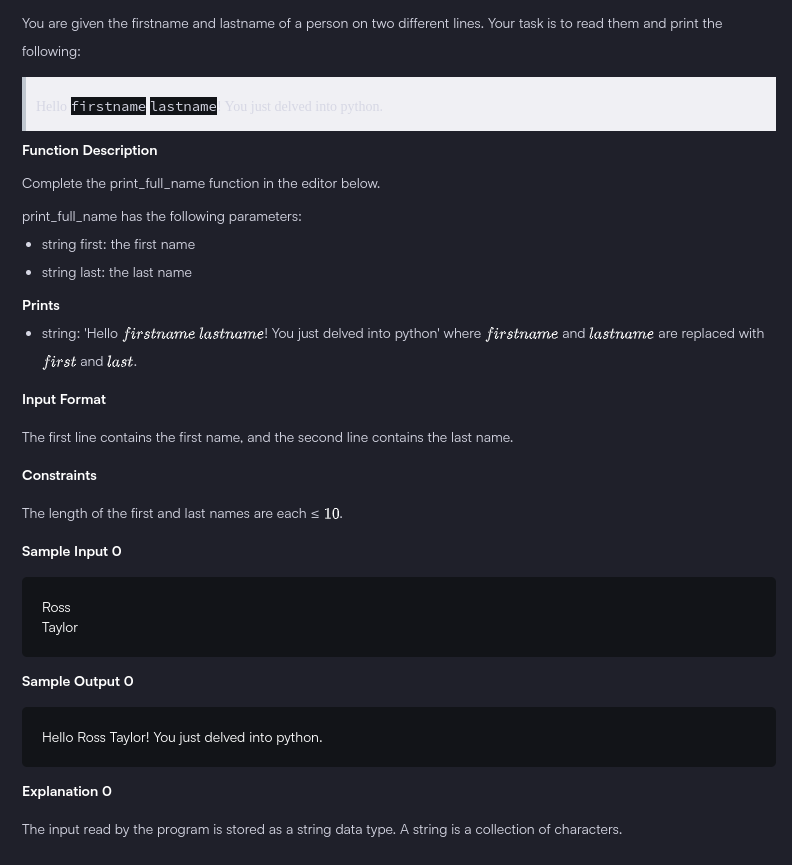 You are given the firstname and lastname of a person on two different lines. Your task is to read them and print the
following:
Hello firstname lastname! You just delved into python.
Function Description
Complete the print_full_name function in the editor below.
print_full_name has the following parameters:
• string first: the first name
• string last: the last name
Prints
• string: 'Hello firstname lastname! You just delved into python' where firstname and lastname are replaced with
first and last.
Input Format
The first line contains the first name, and the second line contains the last name.
Constraints
The length of the first and last names are each ≤ 10.
Sample Input 0
Ross
Taylor
Sample Output 0
Hello Ross Taylor! You just delved into python.
Explanation 0
The input read by the program is stored as a string data type. A string is a collection of characters.